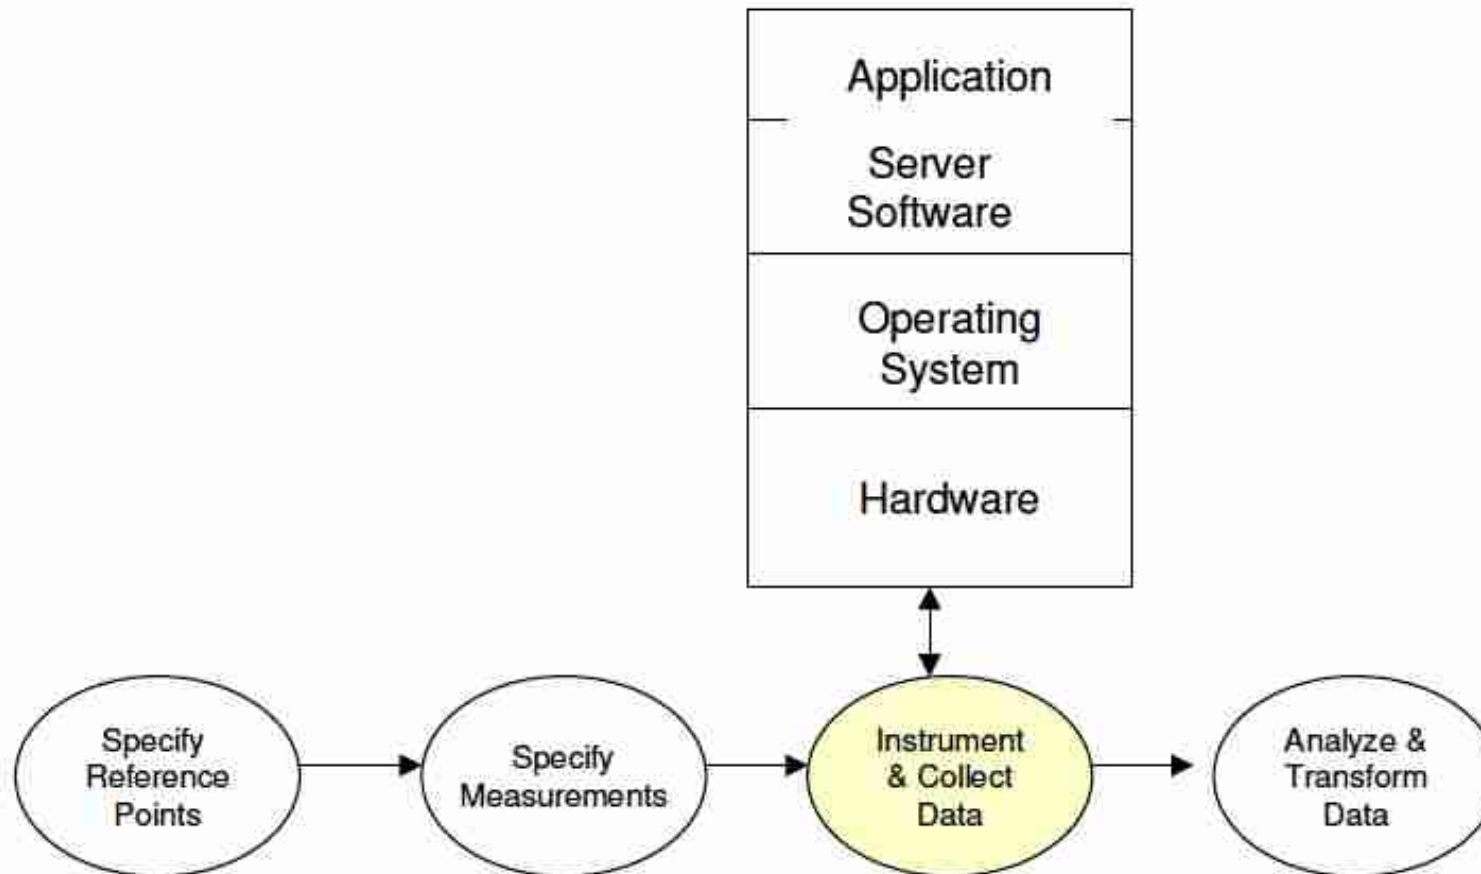 Application
Server
Software
Operating
System
Hardware
Specify
Reference
Points
Specify
Measurements
Instrument
& Collect
Data
Analyze &
Transform
Data